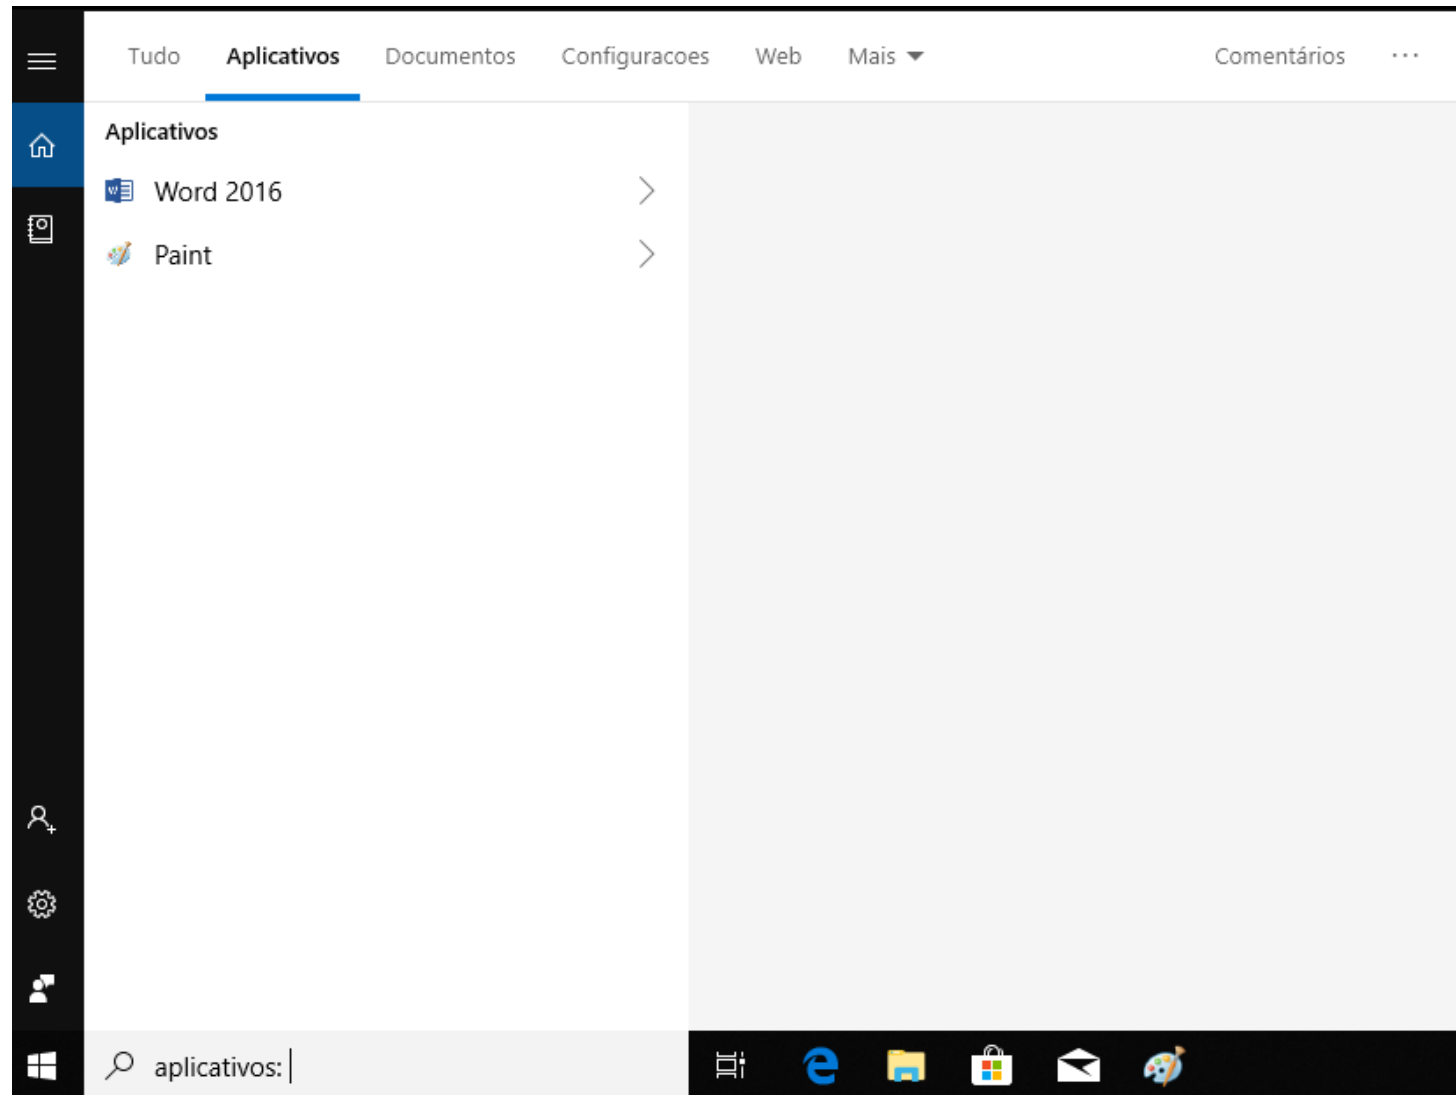 Tudo Aplicativos Documentos Configuracoes Web Mais Comentários
Aplicativos
Word 2016
Paint
aplicativos: